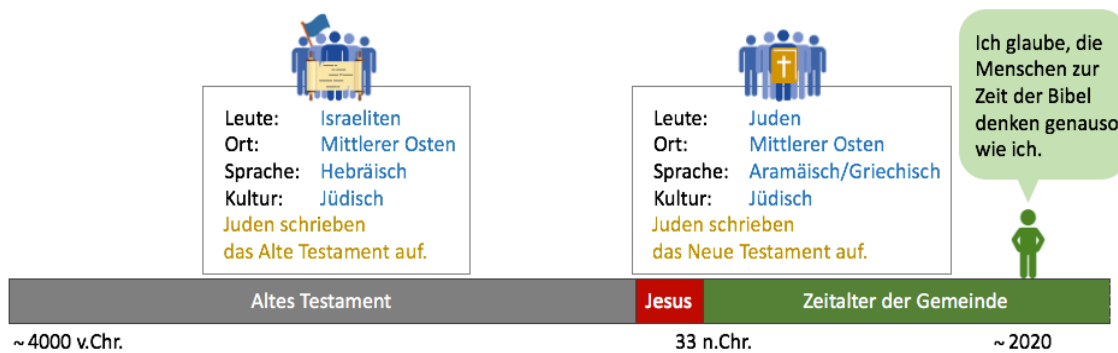 Leute: Israeliten
Ort: Mittlerer Osten
Sprache: Hebräisch
Kultur: Jüdisch
Juden schrieben
das Alte Testament auf.
Leute: Juden
Ort: Mittlerer Osten
Sprache: Aramäisch/Griechisch
Kultur: Jüdisch
Juden schrieben
das Neue Testament auf.
Ich glaube, die
Menschen zur
Zeit der Bibel
denken genauso
wie ich.
Altes Testament
Jesus
Zeitalter der Gemeinde
~ 4000 v.Chr.
33 n.Chr.
~ 2020